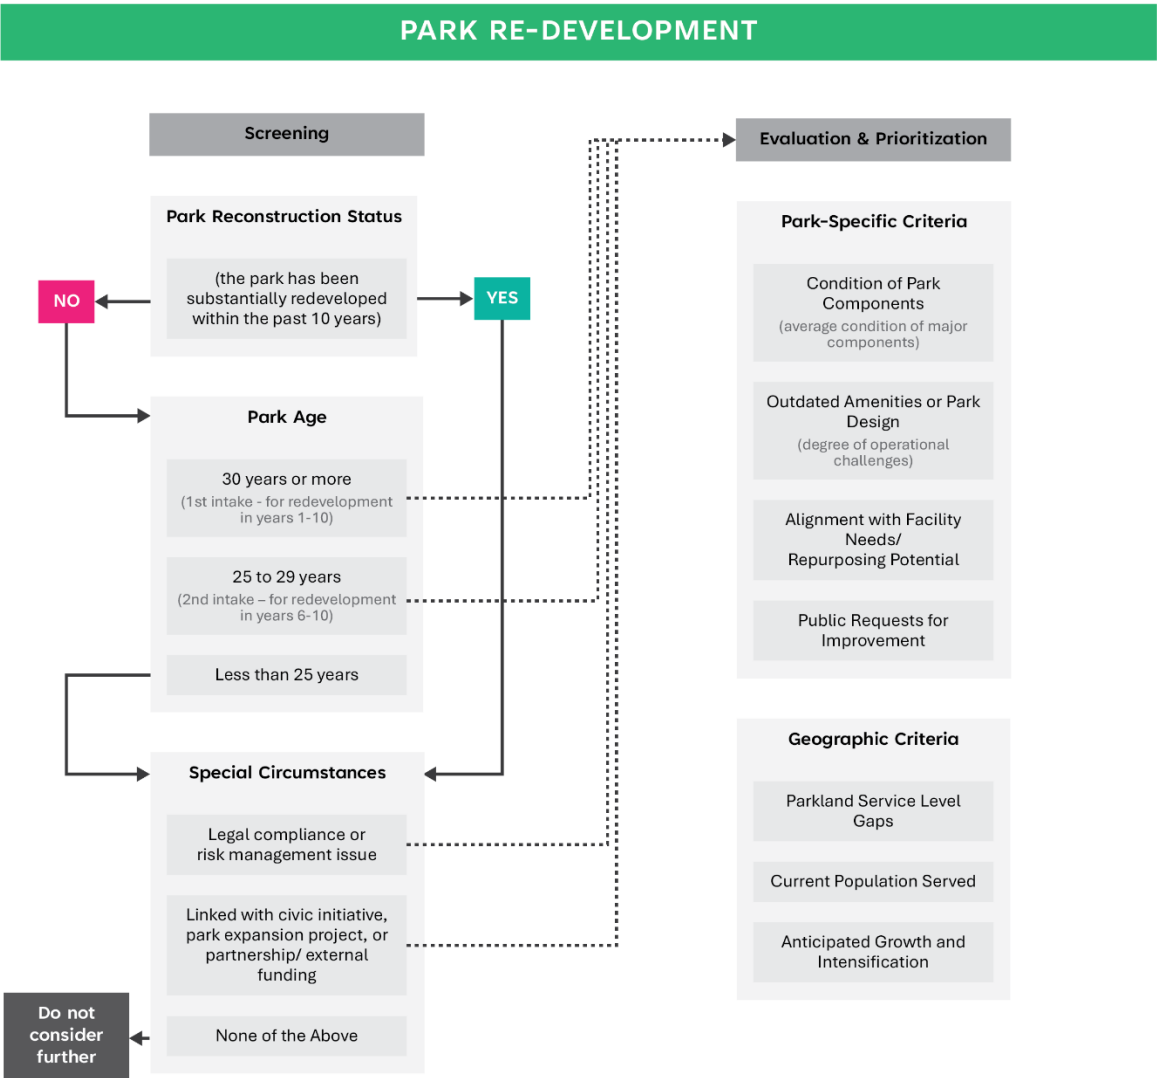 PARK RE-DEVELOPMENT
Screening
Park Reconstruction Status
(the park has been
substantially redeveloped
within the past 10 years)
NO
YES
Park Age
30 years or more
(1st intake - for redevelopment
in years 1-10)
25 to 29 years
(2nd intake – for redevelopment
in years 6-10)
Less than 25 years
Special Circumstances
Legal compliance or
risk management issue
Linked with civic initiative,
park expansion project, or
partnership/ external
funding
None of the Above
Do not
consider
further
Evaluation & Prioritization
Park-Specific Criteria
Condition of Park
Components
(average condition of major
components)
Outdated Amenities or Park
Design
(degree of operational
challenges)
Alignment with Facility
Needs/
Repurposing Potential
Public Requests for
Improvement
Geographic Criteria
Parkland Service Level
Gaps
Current Population Served
Anticipated Growth and
Intensification